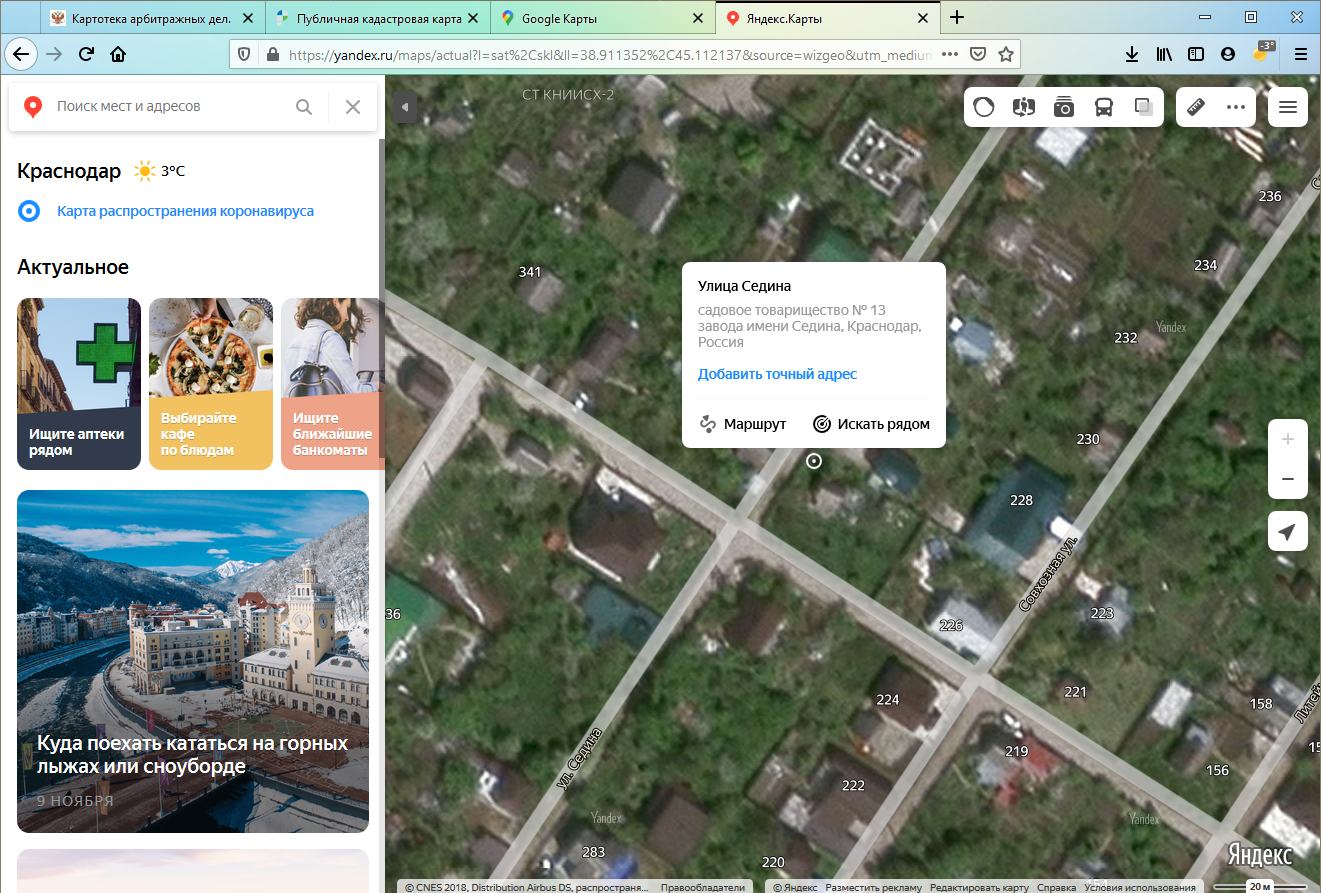 Картотека арбитражных дел.
Публичная кадастровая карта
Google Карты
Яндекс.Карты
https://yandex.ru/maps/actual?l=sat%2Cskl&ll=38.911352%2C45.112137&source=wizgeo&utm_medium
-3°
Поиск мест и адресов
Краснодар 3°C
Карта распространения коронавируса
Актуальное
Ищите аптеки
рядом
Выбирайте
кафе
по блюдам
Ищите
ближайшие
банкоматы
Куда поехать кататься на горных
лыжах или сноуборде
9 НОЯБРЯ
СТ КНИИСХ-2
236
341
234
Улица Седина
садовое товарищество № 13
завода имени Седина, Краснодар,
Россия
Добавить точный адрес
Маршрут
Искать рядом
Yandex
232
230
228
Совхозная ул.
36
223
226
224
221
158
219
156
222
ул. Седина
Yandex
Yandex
283
220
Яндекс
© CNES 2018, Distribution Airbus DS, распространя...
Правообладатели
© Яндекс
Разместить рекламу
Редактировать карту
Справка
Условия использования
20 м